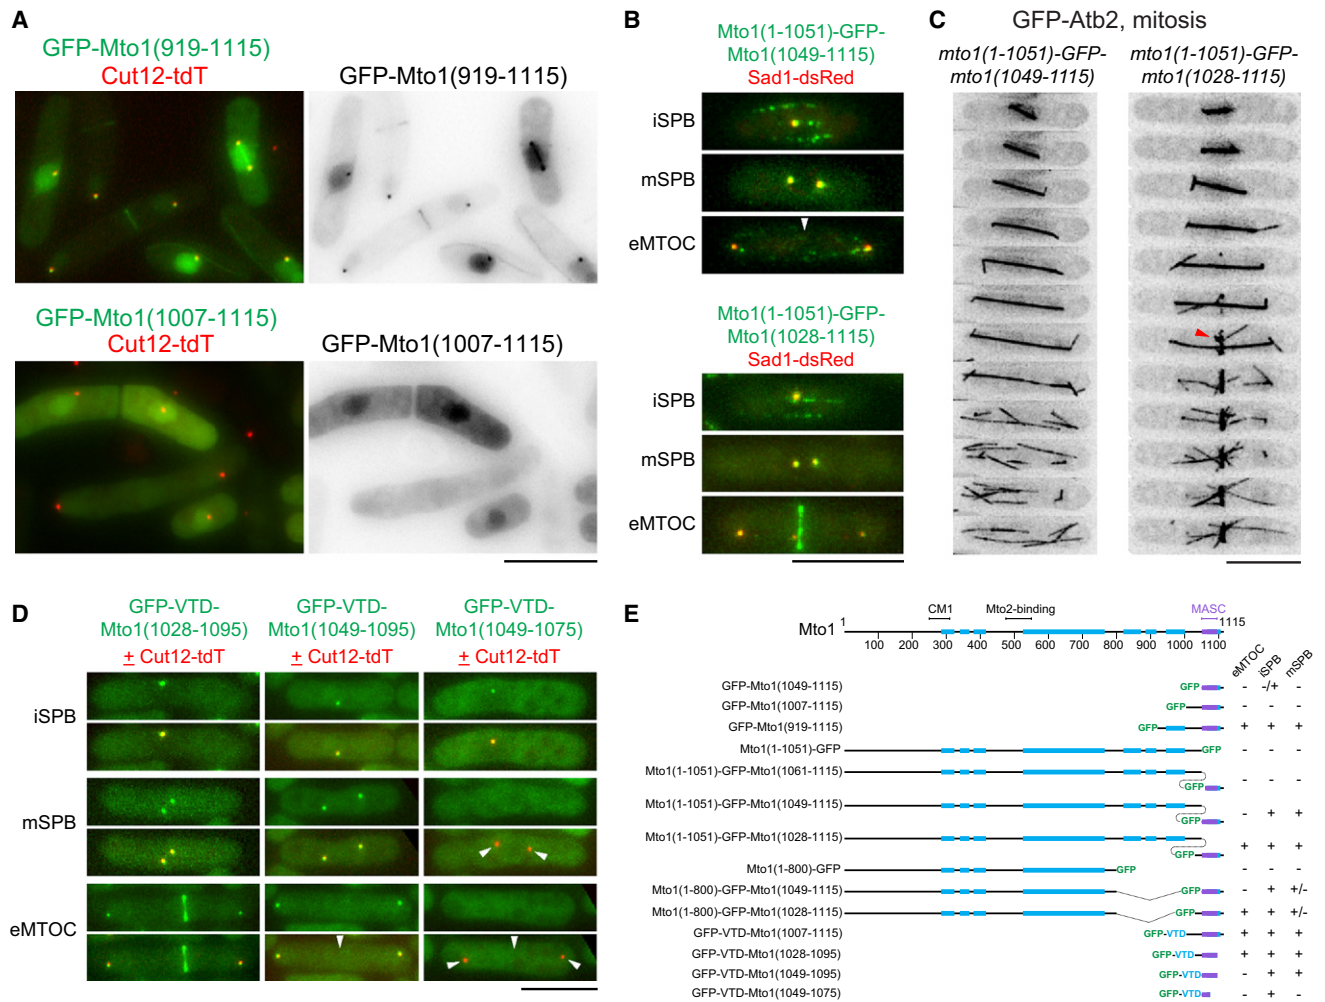 A
GFP-Mto1(919-1115)
Cut12-tdT
GFP-Mto1(919-1115)
GFP-Mto1(1007-1115)
Cut12-tdT
GFP-Mto1(1007-1115)
B
Mto1(1-1051)-GFP-
Mto1(1049-1115)
Sad1-dsRed
iSPB
mSPB
eMTOC
Mto1(1-1051)-GFP-
Mto1(1028-1115)
Sad1-dsRed
iSPB
mSPB
eMTOC
C
GFP-Atb2, mitosis
mto1(1-1051)-GFP-
mto1(1049-1115)
mto1(1-1051)-GFP-
mto1(1028-1115)
D
GFP-VTD-
Mto1(1028-1095)
± Cut12-tdT
GFP-VTD-
Mto1(1049-1095)
± Cut12-tdT
GFP-VTD-
Mto1(1049-1075)
± Cut12-tdT
iSPB
mSPB
eMTOC
E
CM1 Mto2-binding MASC
Mto1 1 1115
100 200 300 400 500 600 700 800 900 1000 1100
eMTOC iSPB mSPB
GFP-Mto1(1049-1115) GFP - -/+ -
GFP-Mto1(1007-1115) GFP - - -
GFP-Mto1(919-1115) GFP + + +
Mto1(1-1051)-GFP GFP - - -
Mto1(1-1051)-GFP-Mto1(1061-1115) GFP - - -
Mto1(1-1051)-GFP-Mto1(1049-1115) GFP - + +
Mto1(1-1051)-GFP-Mto1(1028-1115) GFP + + +
Mto1(1-800)-GFP GFP - - -
Mto1(1-800)-GFP-Mto1(1049-1115) GFP - + +/-
Mto1(1-800)-GFP-Mto1(1028-1115) GFP + + +/-
GFP-VTD-Mto1(1007-1115) GFP-VTD + + +
GFP-VTD-Mto1(1028-1095) GFP-VTD + + +
GFP-VTD-Mto1(1049-1095) GFP-VTD - + +
GFP-VTD-Mto1(1049-1075) GFP-VTD - + -